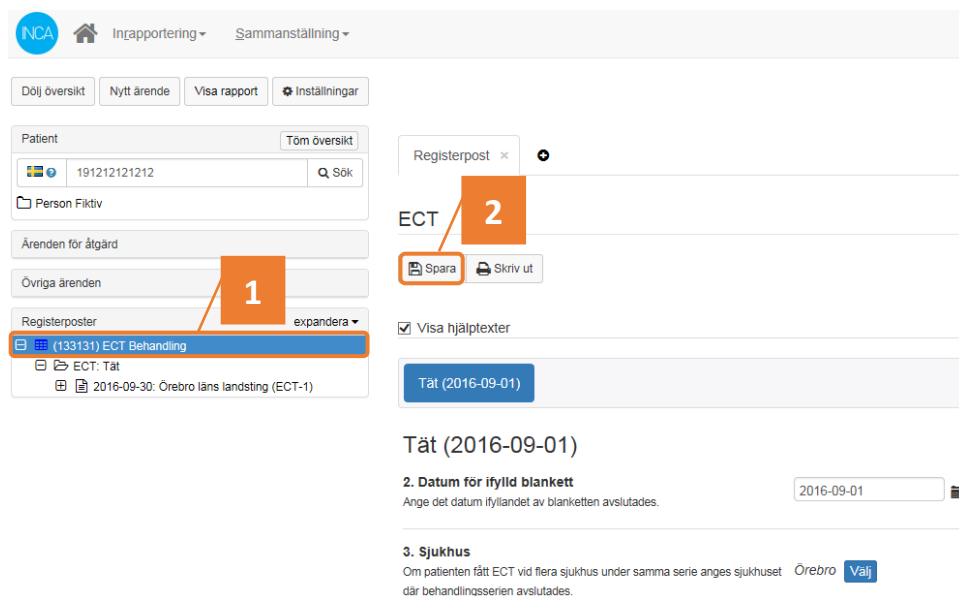 INCA Inrapportering Sammanställning
Dölj översikt Nytt ärende Visa rapport Inställningar
Patient Töm översikt
191212121212 Sök
Person Fiktiv
Ärenden för åtgärd
Övriga ärenden
1
Registerposter expandera
(133131) ECT Behandling
ECT: Tät
2016-09-30: Örebro läns landsting (ECT-1)
Registerpost ×
ECT
2
Spara Skriv ut
Visa hjälptexter
Tät (2016-09-01)
Tät (2016-09-01)
2. Datum för ifylld blankett
Ange det datum ifyllandet av blanketten avslutades.
2016-09-01
3. Sjukhus
Om patienten fått ECT vid flera sjukhus under samma serie anges sjukhuset
där behandlingsserien avslutades.
Örebro Välj